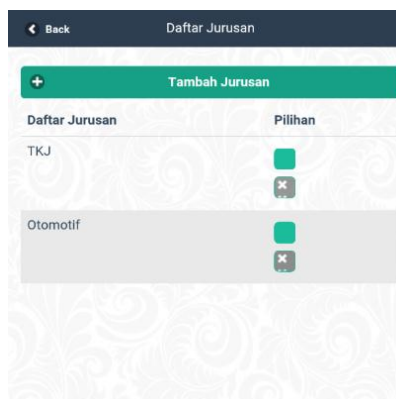 Back Daftar Jurusan
Tambah Jurusan
Daftar Jurusan Pilihan
TKJ
Otomotif